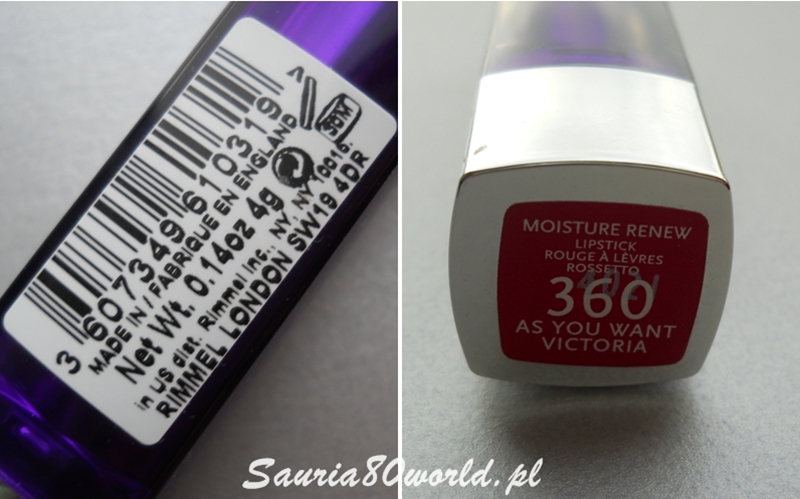 3 607349 610319 >
30M
MADE IN / FABRIQUE EN ENGLAND
Net Wt. 0.14oz 4g
in US dist. Rimmel Inc., NY, NY 10016.
RIMMEL LONDON SW19 4DR
MOISTURE RENEW
LIPSTICK
ROUGE À LÈVRES
ROSSETTO
360
AS YOU WANT
VICTORIA
Sauria80world.pl